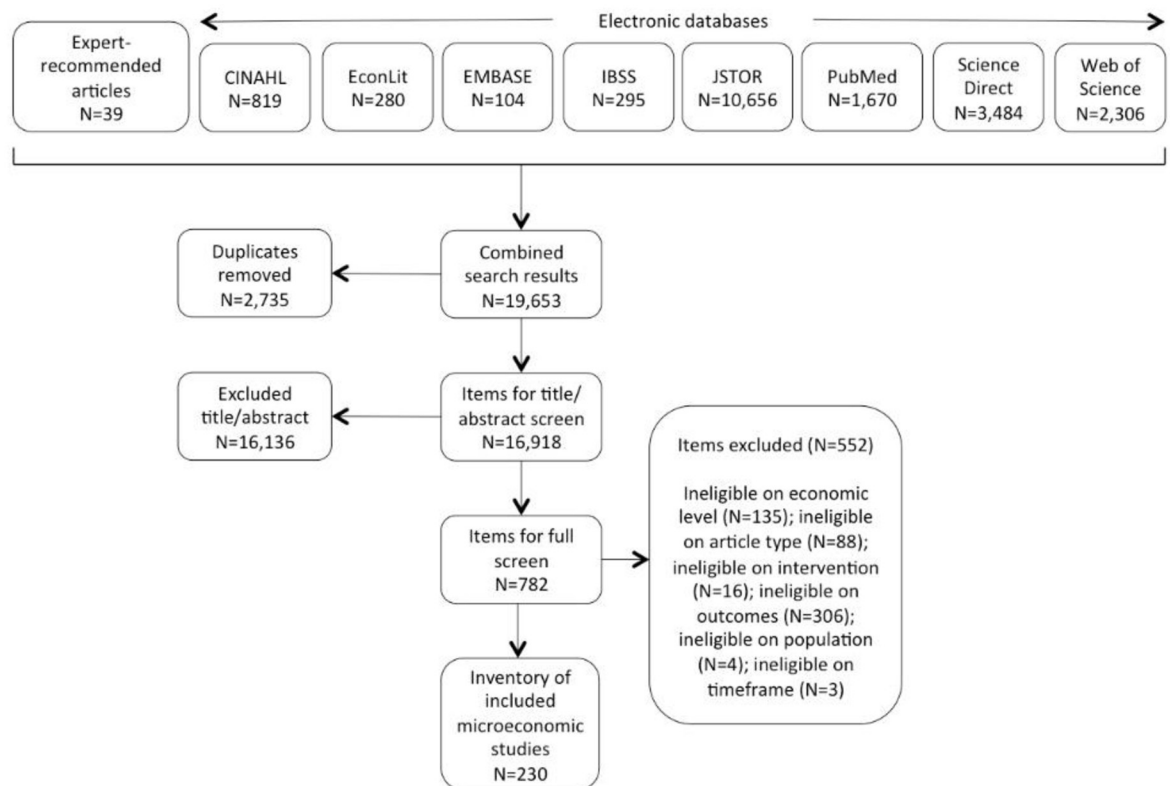 Electronic databases
Expert-
recommended
articles
N=39
CINAHL
N=819
EconLit
N=280
EMBASE
N=104
IBSS
N=295
JSTOR
N=10,656
PubMed
N=1,670
Science
Direct
N=3,484
Web of
Science
N=2,306
Duplicates
removed
N=2,735
Combined
search results
N=19,653
Excluded
title/abstract
N=16,136
Items for title/
abstract screen
N=16,918
Items for full
screen
N=782
Items excluded (N=552)
Ineligible on economic
level (N=135); ineligible
on article type (N=88);
ineligible on intervention
(N=16); ineligible on
outcomes (N=306);
ineligible on population
(N=4); ineligible on
timeframe (N=3)
Inventory of
included
microeconomic
studies
N=230